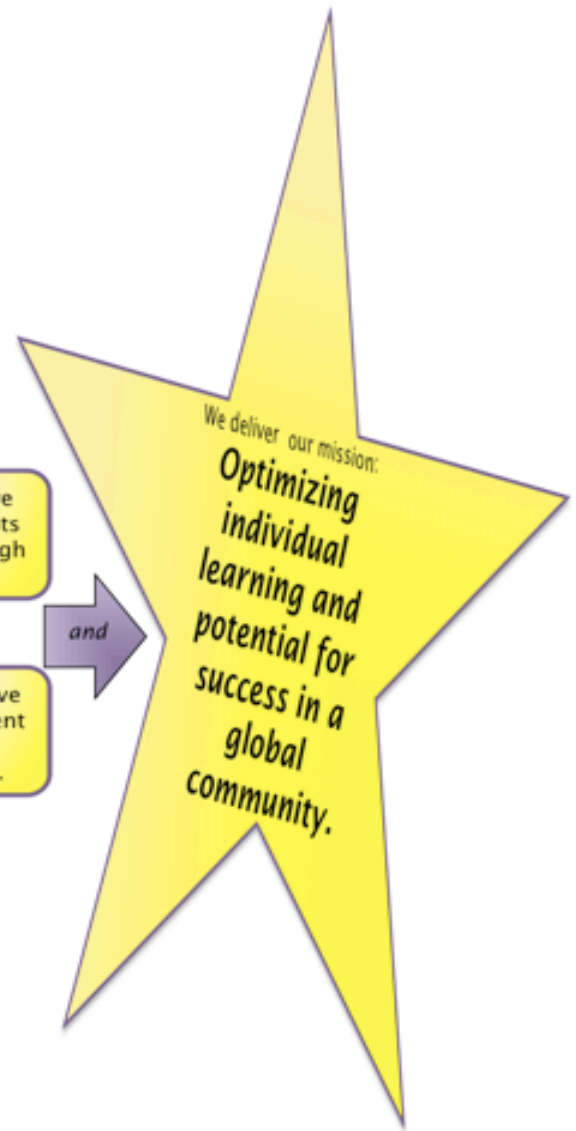 and
We deliver our mission:
Optimizing
individual
learning and
potential for
success in a
global
community.